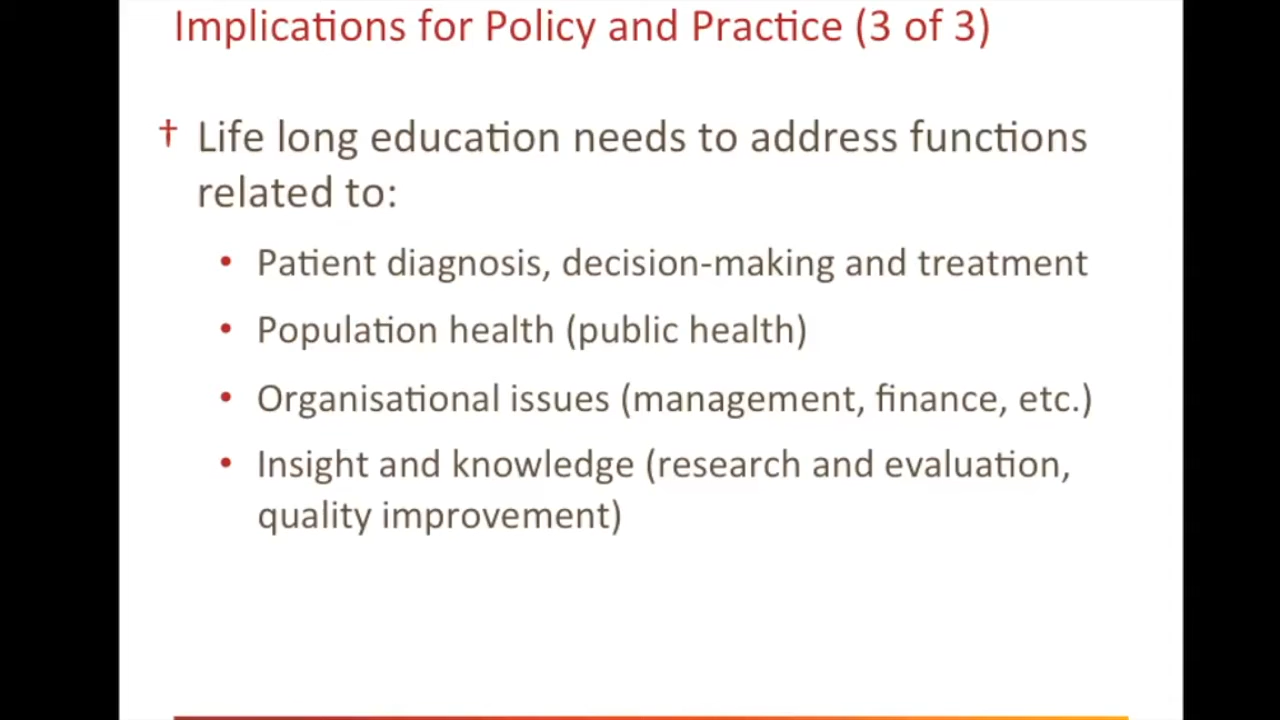 Implications for Policy and Practice (3 of 3)
† Life long education needs to address functions
related to:
• Patient diagnosis, decision-making and treatment
• Population health (public health)
• Organisational issues (management, finance, etc.)
• Insight and knowledge (research and evaluation,
quality improvement)